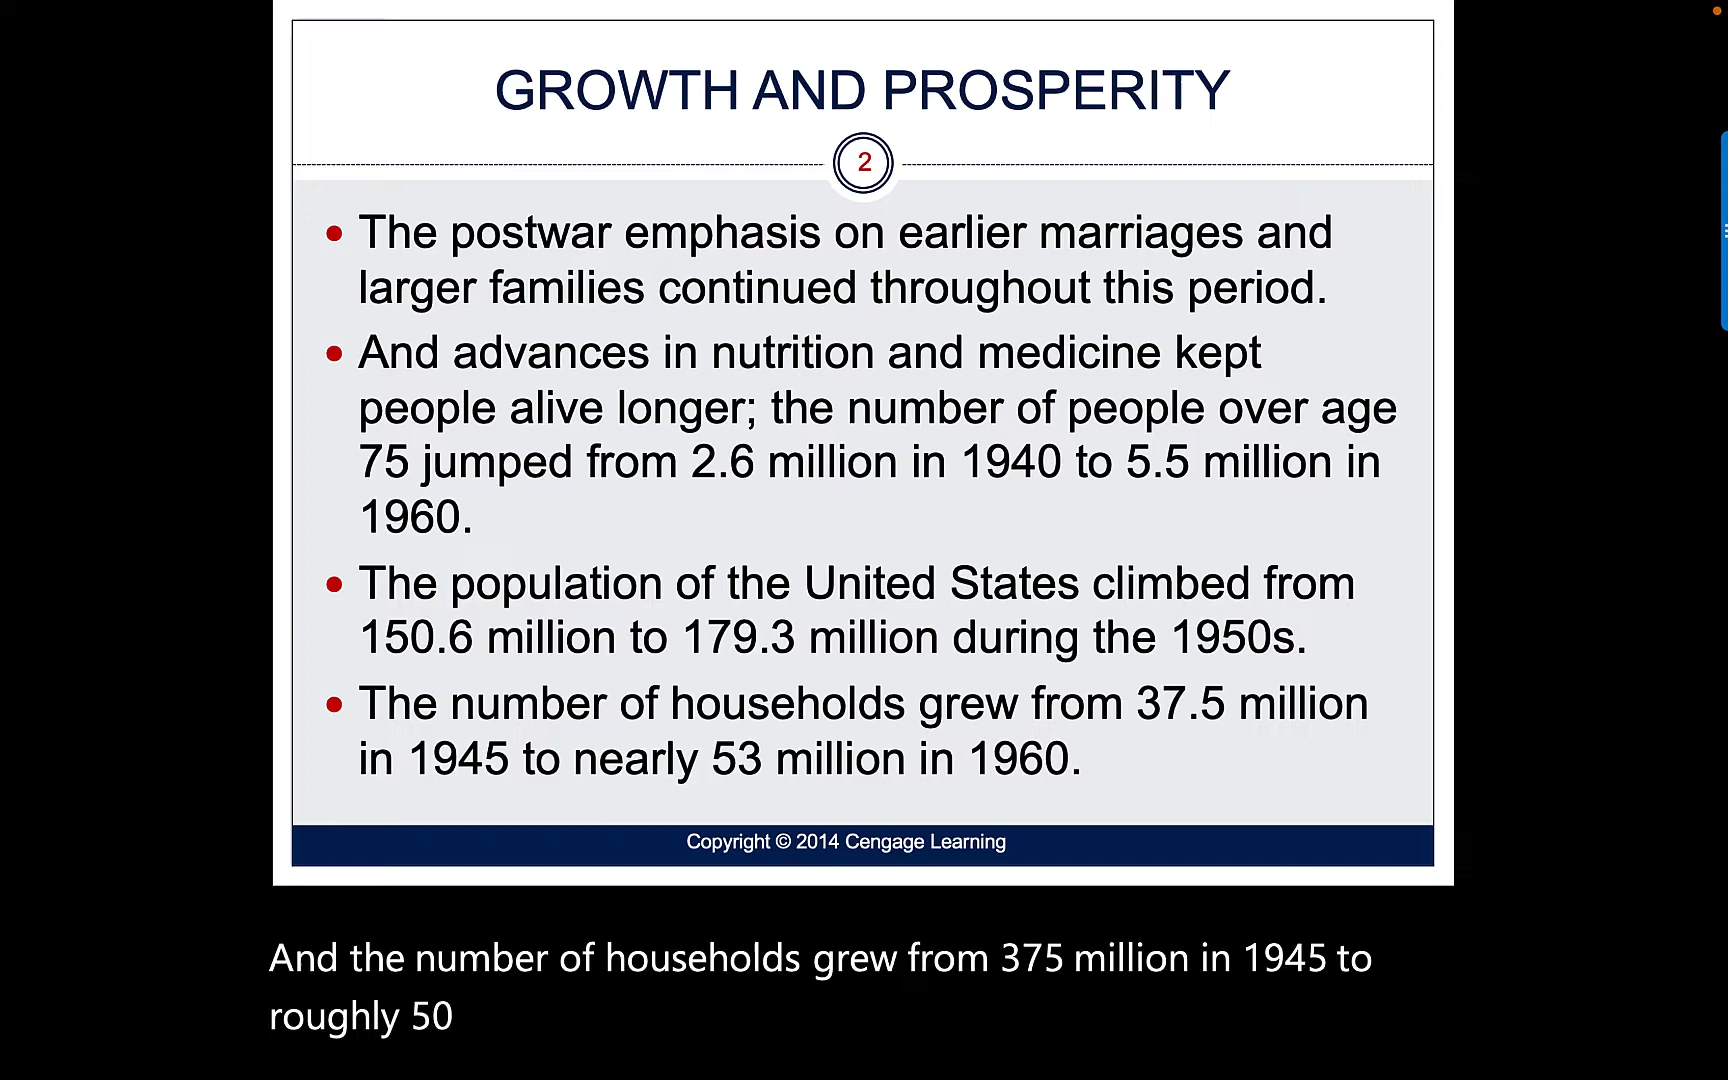 GROWTH AND PROSPERITY
2
• The postwar emphasis on earlier marriages and
larger families continued throughout this period.
• And advances in nutrition and medicine kept
people alive longer; the number of people over age
75 jumped from 2.6 million in 1940 to 5.5 million in
1960.
• The population of the United States climbed from
150.6 million to 179.3 million during the 1950s.
• The number of households grew from 37.5 million
in 1945 to nearly 53 million in 1960.
Copyright © 2014 Cengage Learning
And the number of households grew from 375 million in 1945 to
roughly 50